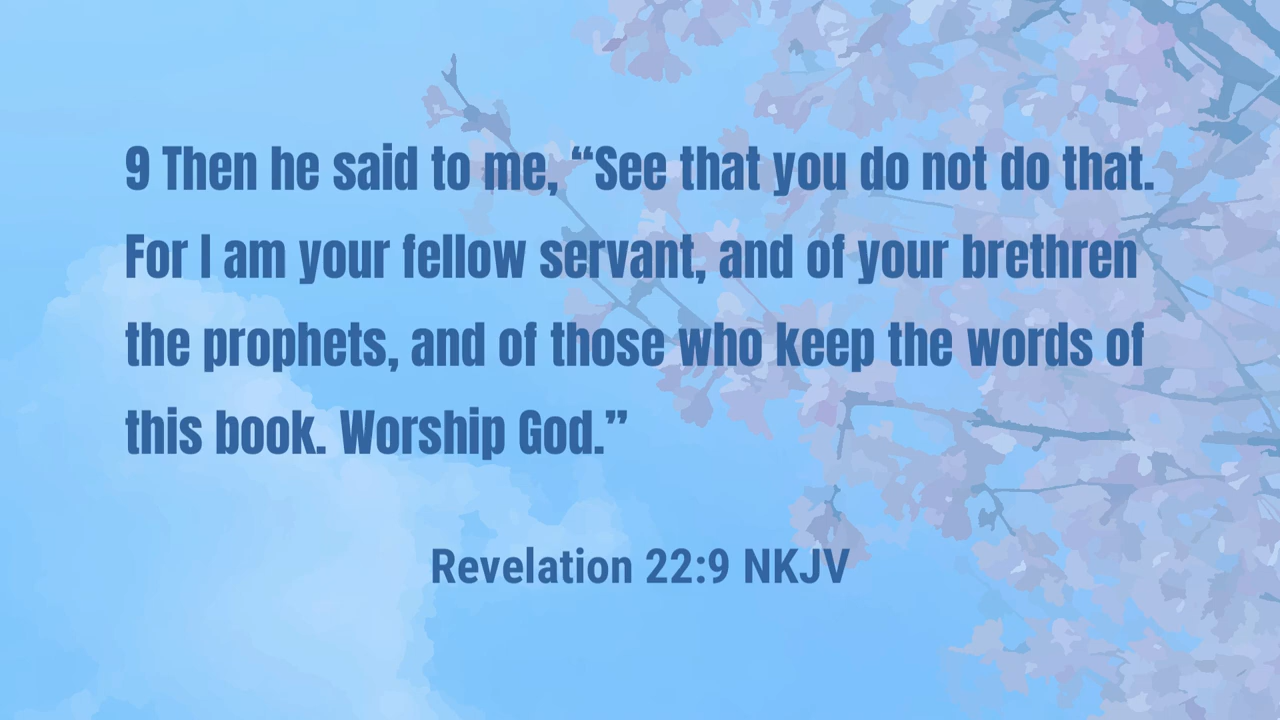 9 Then he said to me, “See that you do not do that.
For I am your fellow servant, and of your brethren
the prophets, and of those who keep the words of
this book. Worship God.”
Revelation 22:9 NKJV